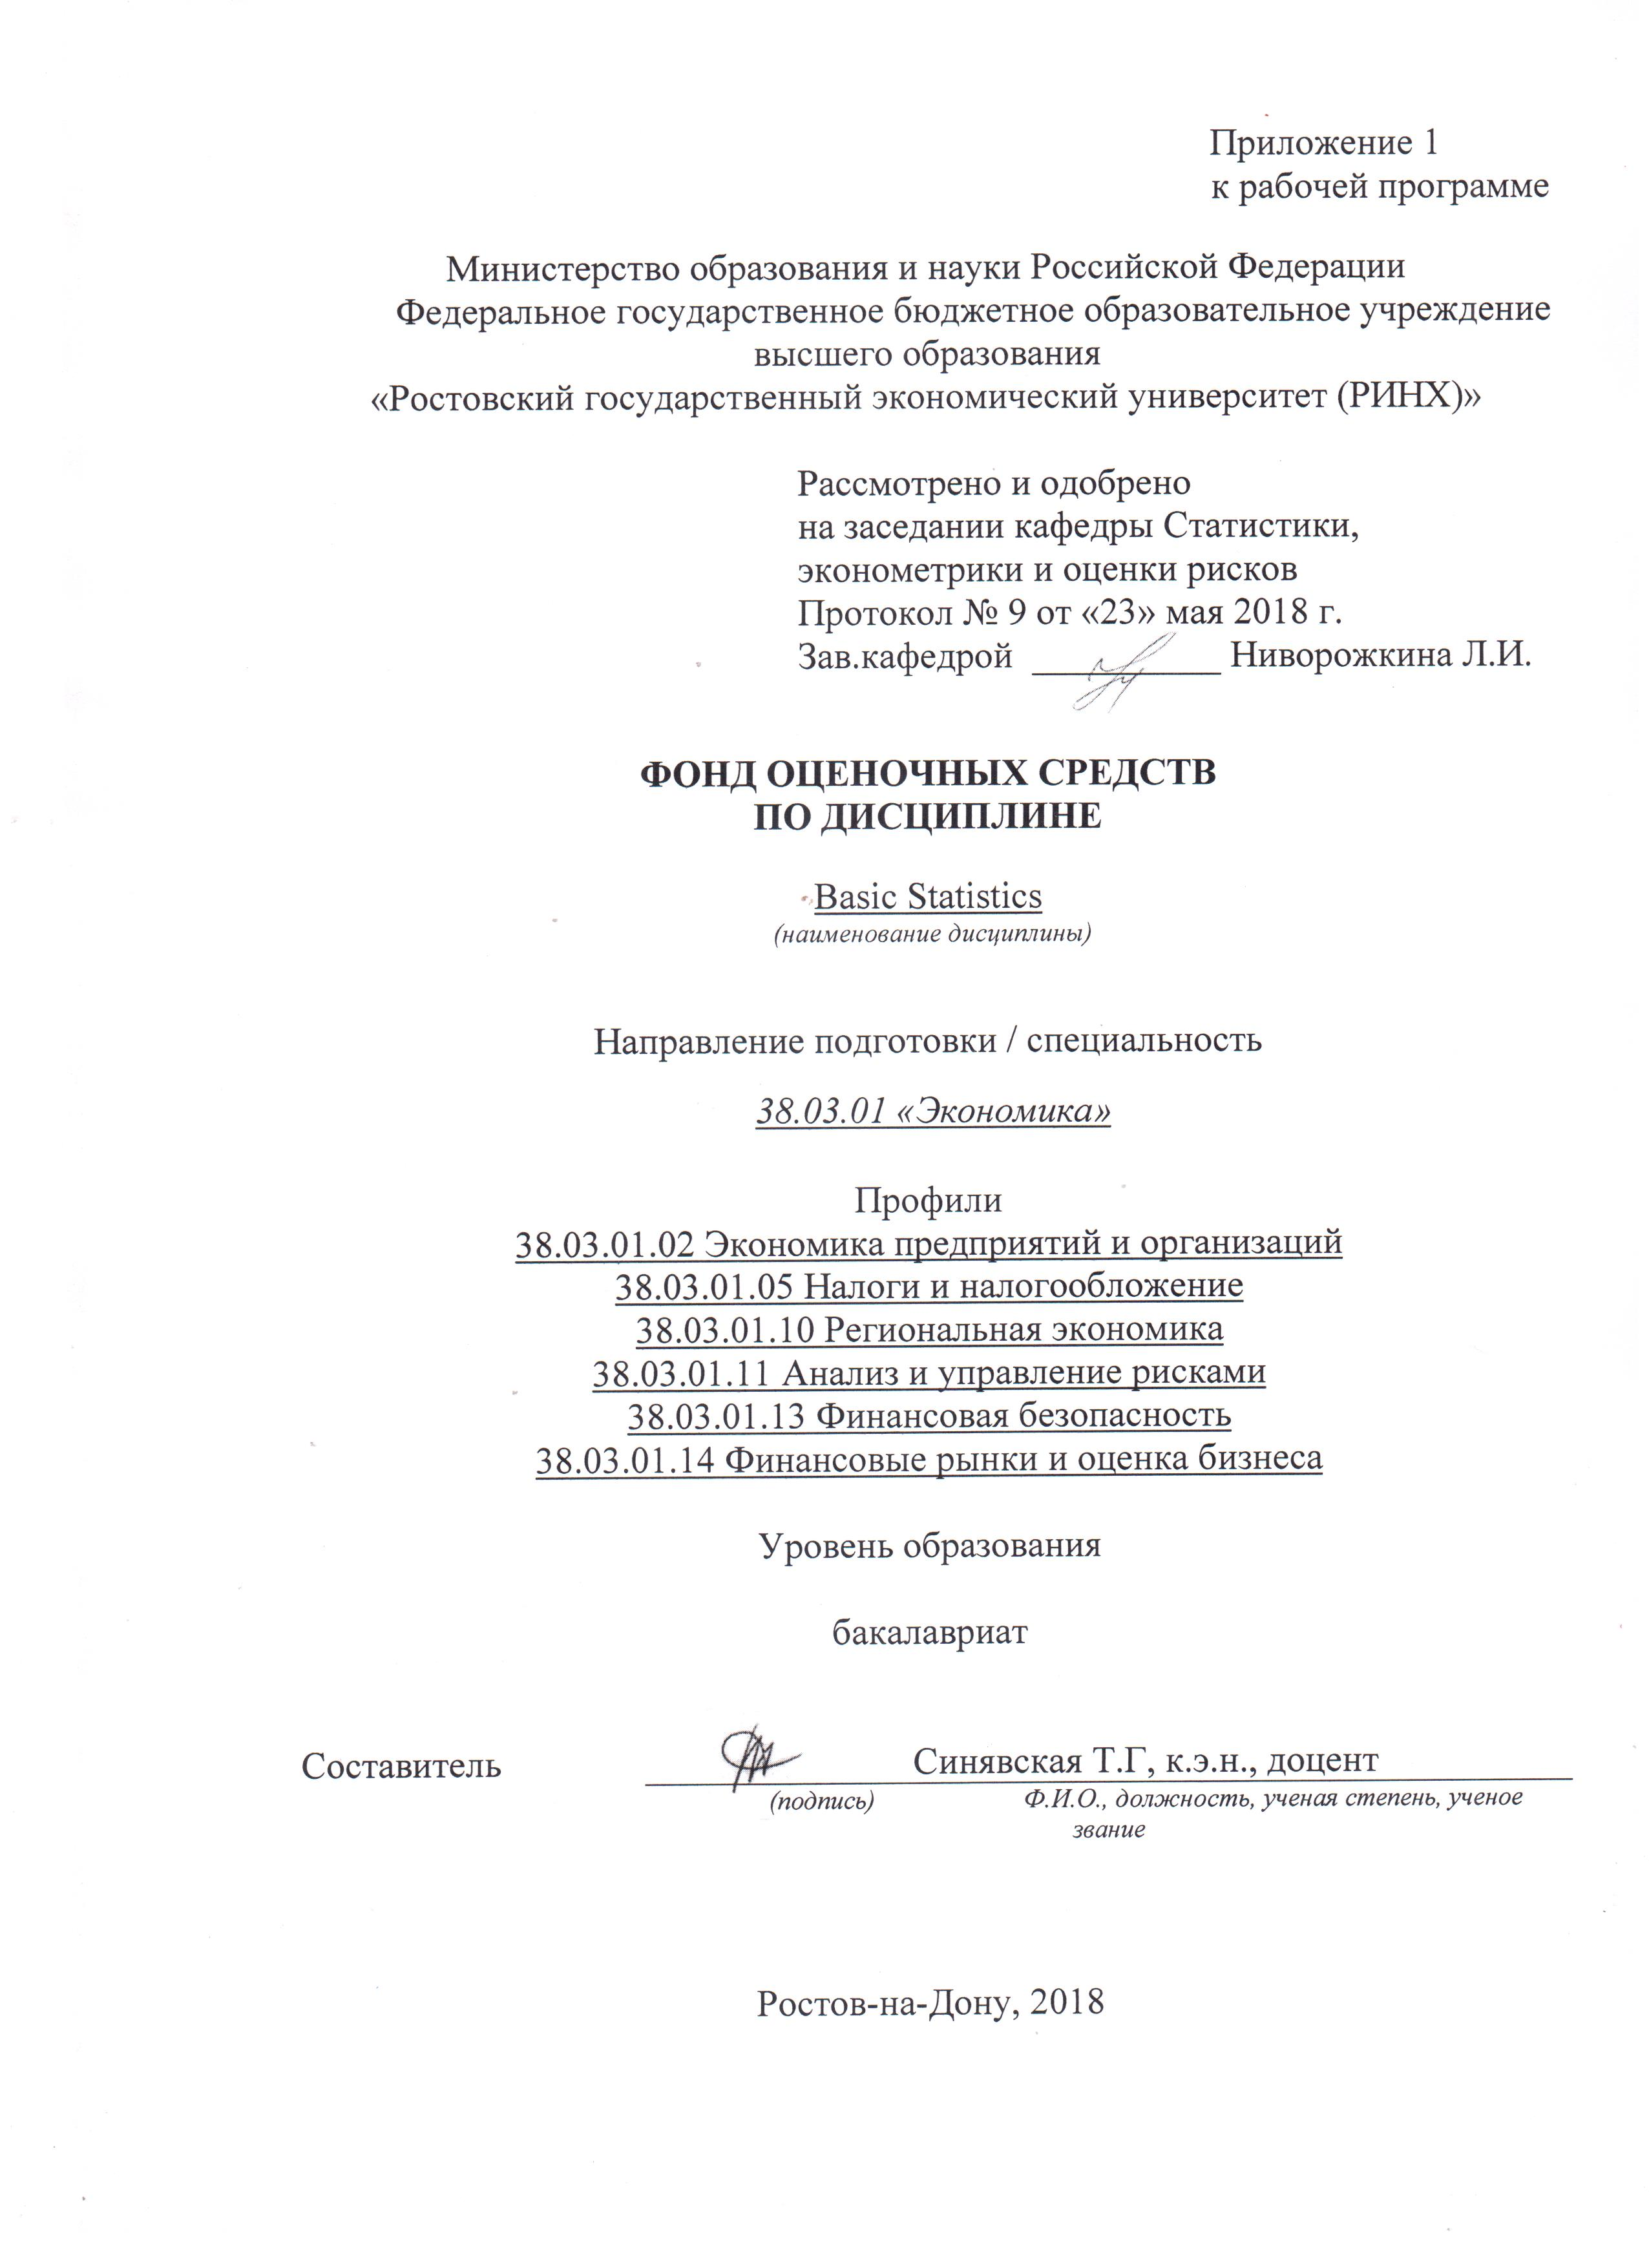 Приложение 1
к рабочей программе
Министерство образования и науки Российской Федерации
Федеральное государственное бюджетное образовательное учреждение
высшего образования
«Ростовский государственный экономический университет (РИНХ)»
Рассмотрено и одобрено
на заседании кафедры Статистики,
эконометрики и оценки рисков
Протокол № 9 от «23» мая 2018 г.
Зав.кафедрой __________ Ниворожкина Л.И.
ФОНД ОЦЕНОЧНЫХ СРЕДСТВ
ПО ДИСЦИПЛИНЕ
Basic Statistics
(наименование дисциплины)
Направление подготовки / специальность
38.03.01 «Экономика»
Профили
38.03.01.02 Экономика предприятий и организаций
38.03.01.05 Налоги и налогообложение
38.03.01.10 Региональная экономика
38.03.01.11 Анализ и управление рисками
38.03.01.13 Финансовая безопасность
38.03.01.14 Финансовые рынки и оценка бизнеса
Уровень образования
бакалавриат
Составитель Синявская Т.Г, к.э.н., доцент
(подпись) Ф.И.О., должность, ученая степень, ученое
звание
Ростов-на-Дону, 2018